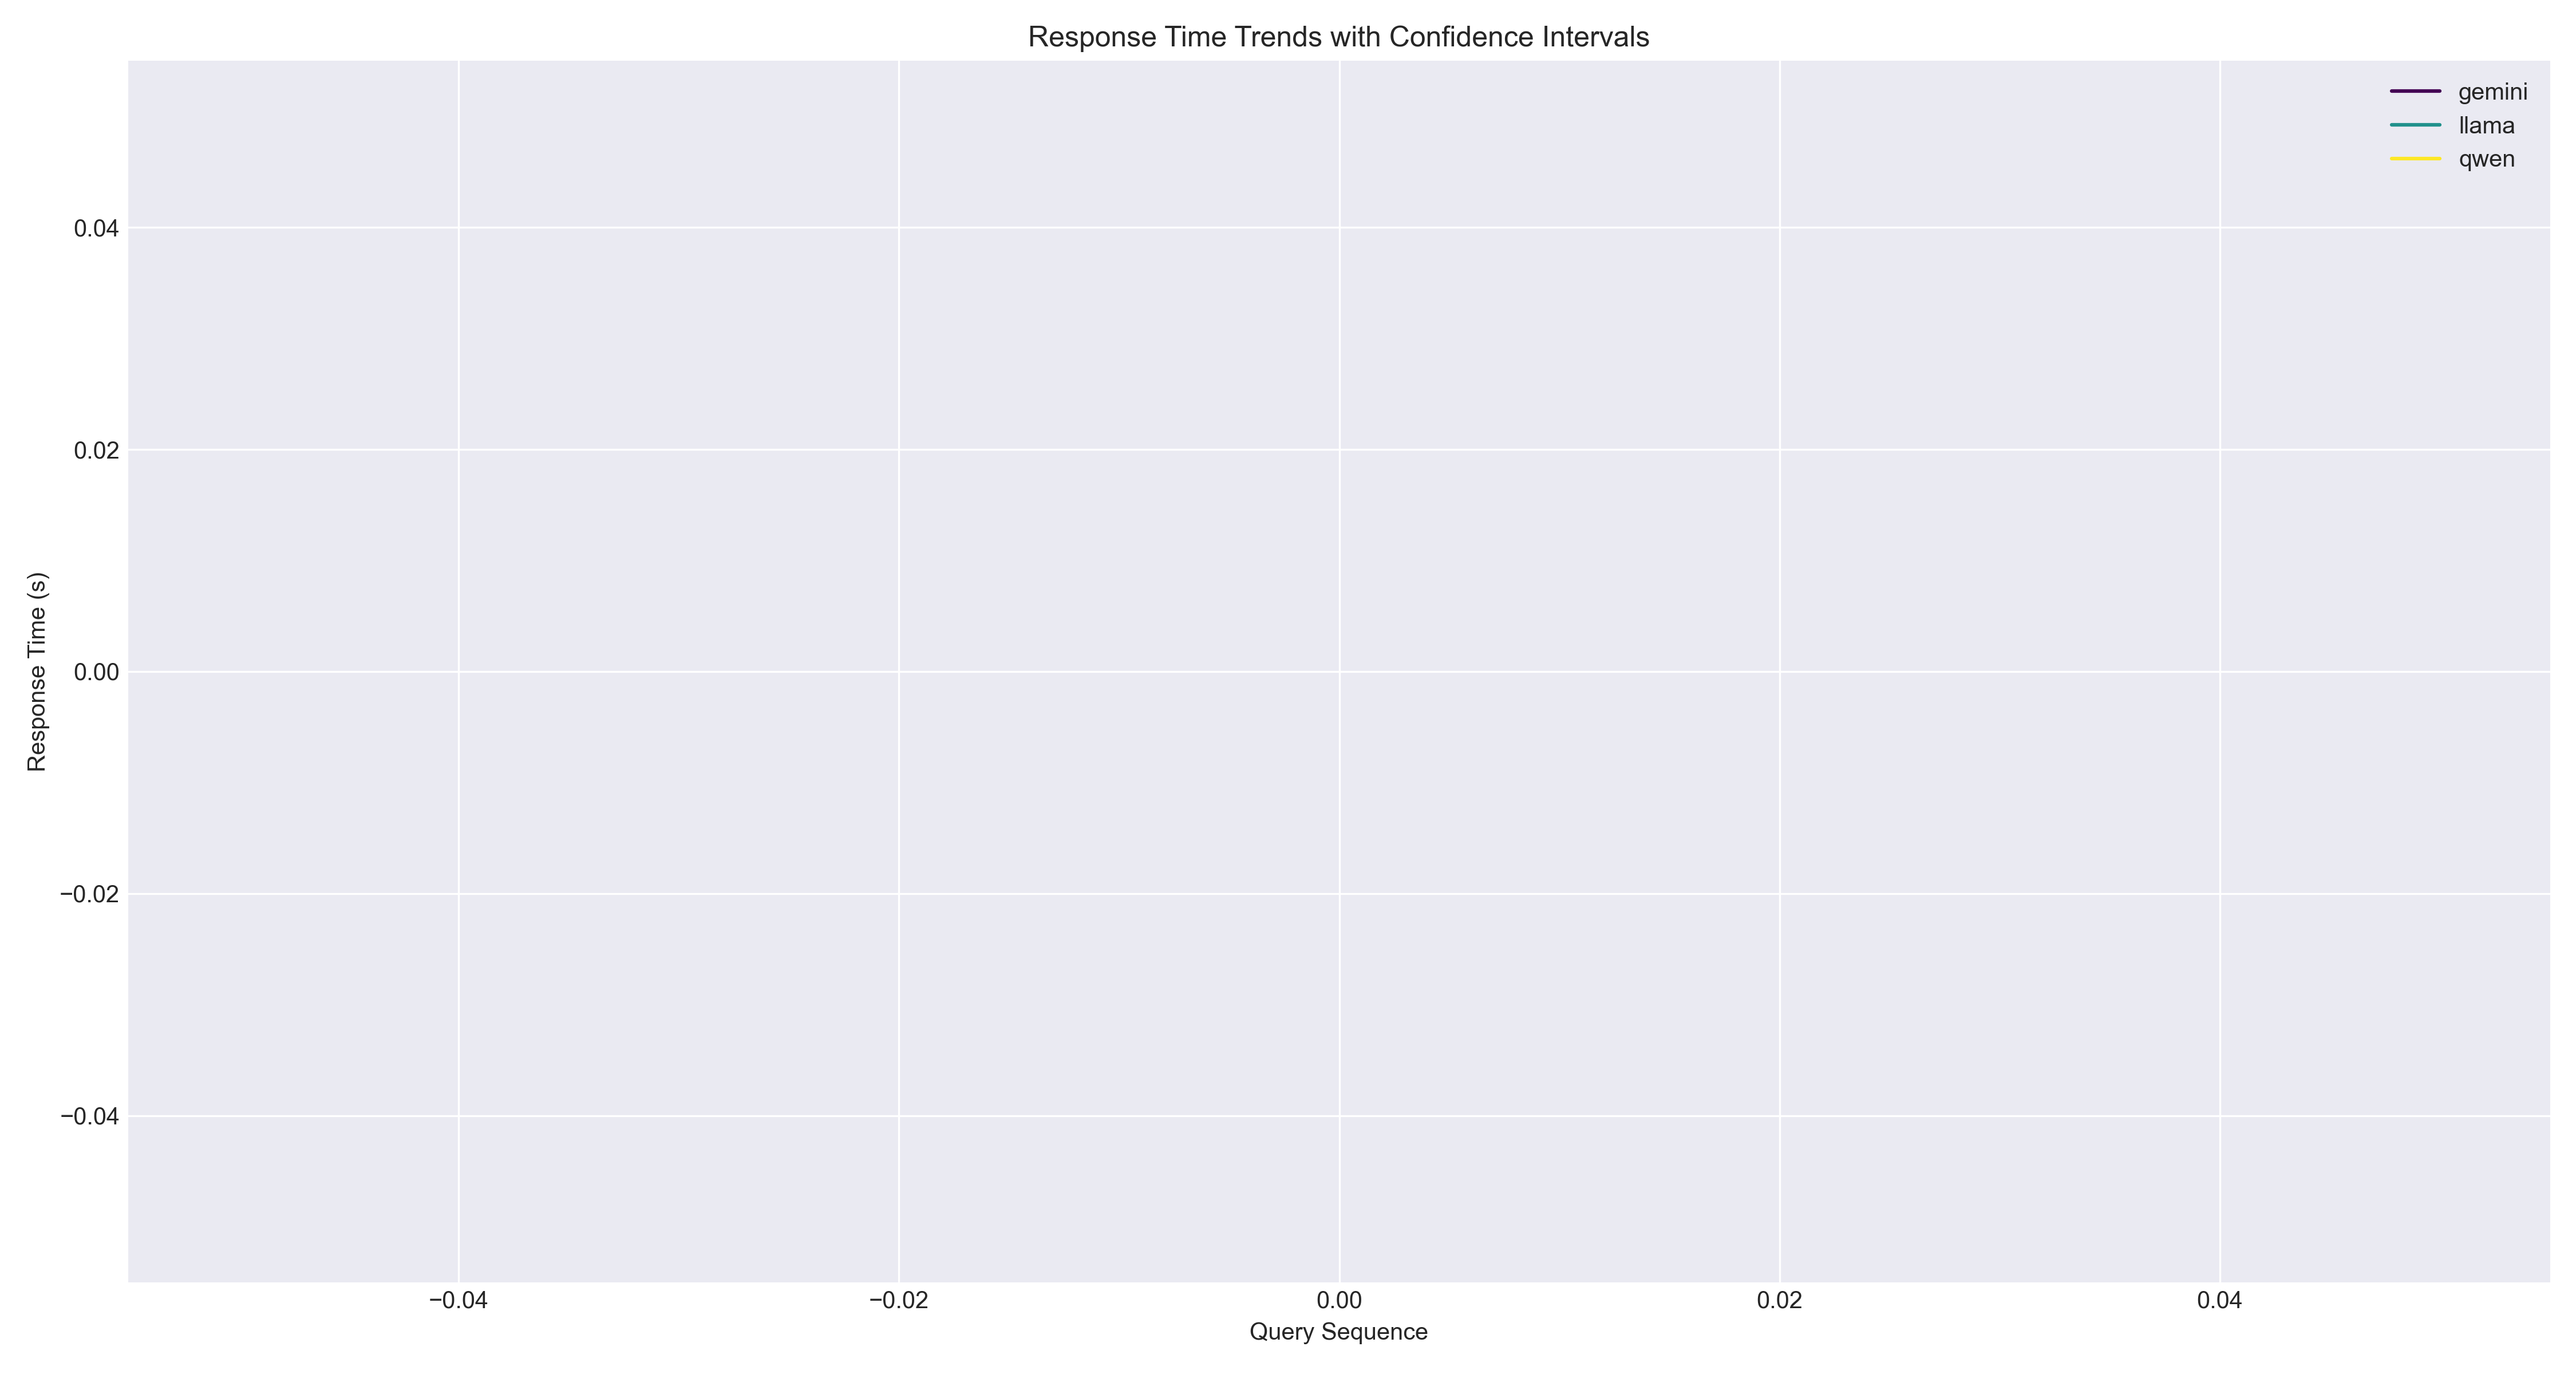 Response Time Trends with Confidence Intervals
gemini
llama
qwen
Response Time (s)
0.04
0.02
0.00
−0.02
−0.04
−0.04
−0.02
0.00
0.02
0.04
Query Sequence